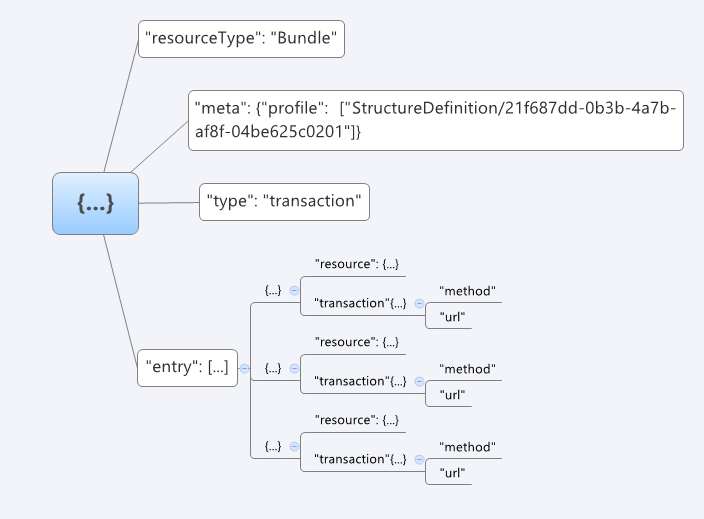 "resourceType": "Bundle"
"meta": {"profile":  ["StructureDefinition/21f687dd-0b3b-4a7b-
af8f-04be625c0201"]}
{...}
"type": "transaction"
"resource": {...}
{...}
"transaction"{...}
"method"
"url"
"entry": [...]
"resource": {...}
{...}
"transaction"{...}
"method"
"url"
"resource": {...}
{...}
"transaction"{...}
"method"
"url"